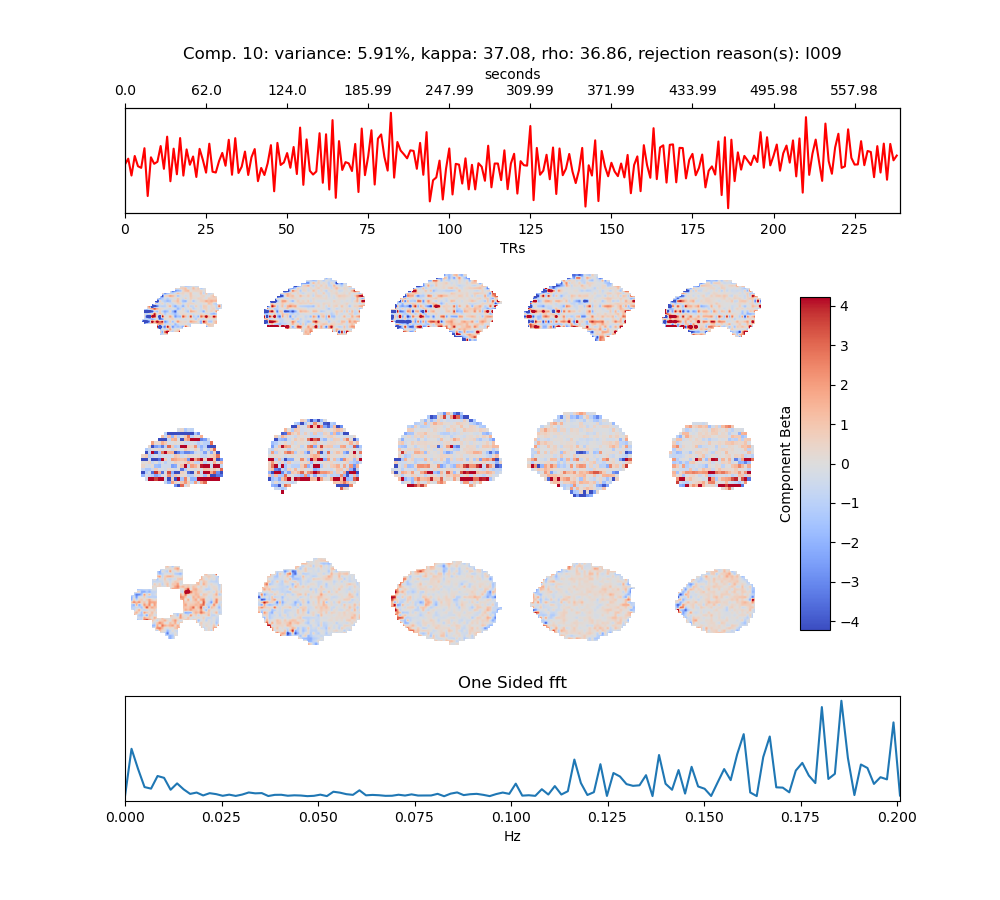 Comp. 10: variance: 5.91%, kappa: 37.08, rho: 36.86, rejection reason(s): I009
seconds
0.0 62.0 124.0 185.99 247.99 309.99 371.99 433.99 495.98 557.98
0 25 50 75 100 125 150 175 200 225
TRs
4
3
2
1
0
−1
−2
−3
−4
Component Beta
One Sided fft
0.000 0.025 0.050 0.075 0.100 0.125 0.150 0.175 0.200
Hz